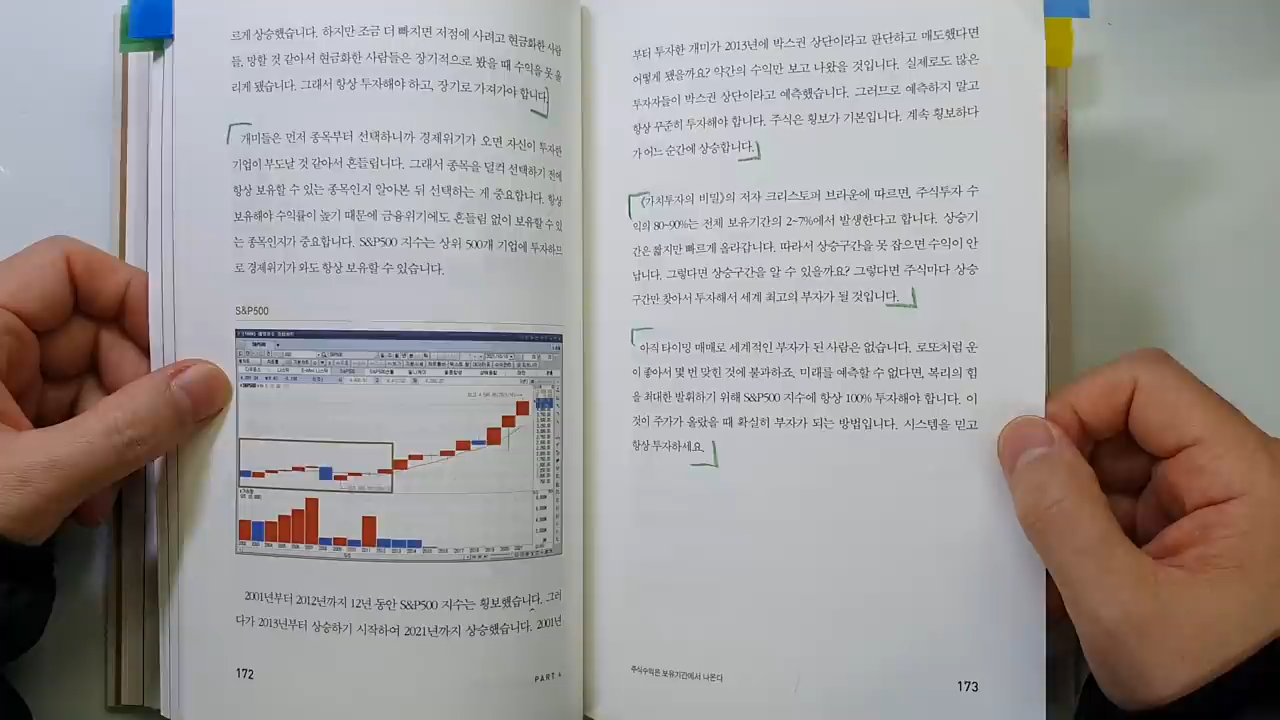 르게 상승했습니다. 하지만 조금 더 빠지면 저점에 사려고 현금화한 사람
들, 망할 것 같아서 현금화한 사람들은 장기적으로 봤을 때 수익을 못 올
리게 됐습니다. 그래서 항상 투자해야 하고, 장기로 가져가야 합니다.
개미들은 먼저 종목부터 선택하니까 경제위기가 오면 자신이 투자한
기업이 부도날 것 같아서 흔들립니다. 그래서 종목을 덜컥 선택하기 전에
항상 보유할 수 있는 종목인지 알아본 뒤 선택하는 게 중요합니다. 항상
보유해야 수익률이 높기 때문에 금융위기에도 흔들림 없이 보유할 수 있
는 종목인지가 중요합니다. S&P500 지수는 상위 500개 기업에 투자하므
로 경제위기가 와도 항상 보유할 수 있습니다.
S&P500
2001년부터 2012년까지 12년 동안 S&P500 지수는 횡보했습니다. 그러
다가 2013년부터 상승하기 시작하여 2021년까지 상승했습니다. 2001년
172
PART 4
부터 투자한 개미가 2013년에 박스권 상단이라고 판단하고 매도했다면
어떻게 됐을까요? 약간의 수익만 보고 나왔을 것입니다. 실제로도 많은
투자자들이 박스권 상단이라고 예측했습니다. 그러므로 예측하지 말고
항상 꾸준히 투자해야 합니다. 주식은 횡보가 기본입니다. 계속 횡보하다
가 어느 순간에 상승합니다.
《가치투자의 비밀》의 저자 크리스토퍼 브라운에 따르면, 주식투자 수
익의 80~90%는 전체 보유기간의 2~7%에서 발생한다고 합니다. 상승기
간은 짧지만 빠르게 올라갑니다. 따라서 상승구간을 못 잡으면 수익이 안
납니다. 그렇다면 상승구간을 알 수 있을까요? 그렇다면 주식마다 상승
구간만 찾아서 투자해서 세계 최고의 부자가 될 것입니다.
아직 타이밍 매매로 세계적인 부자가 된 사람은 없습니다. 로또처럼 운
이 좋아서 몇 번 맞힌 것에 불과하죠. 미래를 예측할 수 없다면, 복리의 힘
을 최대한 발휘하기 위해 S&P500 지수에 항상 100% 투자해야 합니다. 이
것이 주가가 올랐을 때 확실히 부자가 되는 방법입니다. 시스템을 믿고
항상 투자하세요.
주식수익은 보유기간에서 나온다
173